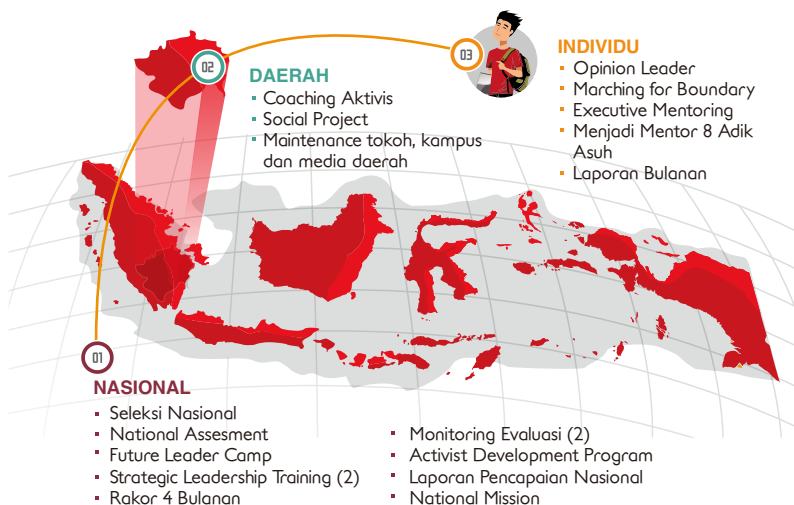 01
NASIONAL
Seleksi Nasional
National Assesment
Future Leader Camp
Strategic Leadership Training (2)
Rakor 4 Bulanan
Monitoring Evaluasi (2)
Activist Development Program
Laporan Pencapaian Nasional
National Mission
02
DAERAH
Coaching Aktivis
Social Project
Maintenance tokoh, kampus
dan media daerah
03
INDIVIDU
Opinion Leader
Marching for Boundary
Executive Mentoring
Menjadi Mentor 8 Adik
Asuh
Laporan Bulanan